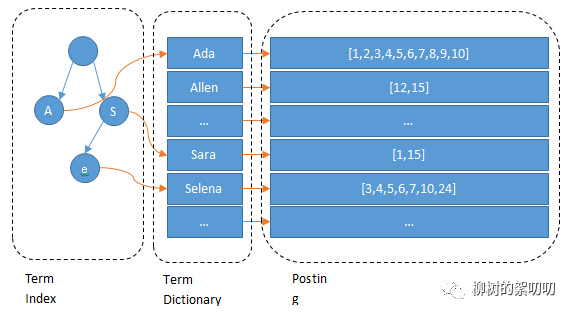 Ada
[1,2,3,4,5,6,7,8,9,10]
Allen
[12,15]
...
...
A
S
Sara
[1,15]
e
Selena
[3,4,5,6,7,10,24]
...
...
Term
Index
Term
Dictionary
Postin
g
柳树的絮叨叨